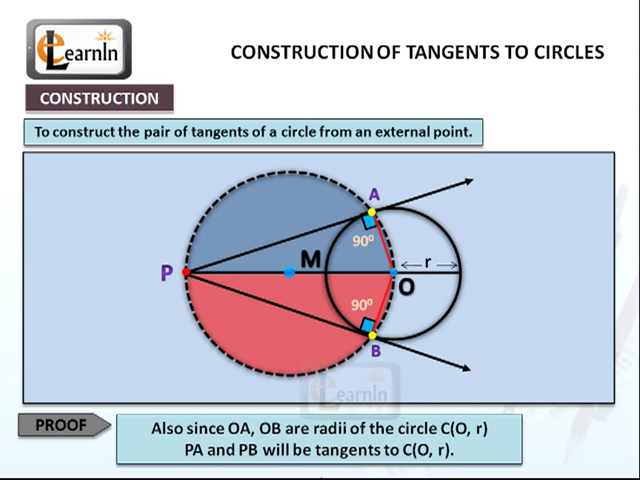 eLearnIn
CONSTRUCTION OF TANGENTS TO CIRCLES
CONSTRUCTION
To construct the pair of tangents of a circle from an external point.
A
90⁰
M
r
P
O
90⁰
B
eLearnIn
PROOF
Also since OA, OB are radii of the circle C(O, r)
PA and PB will be tangents to C(O, r).